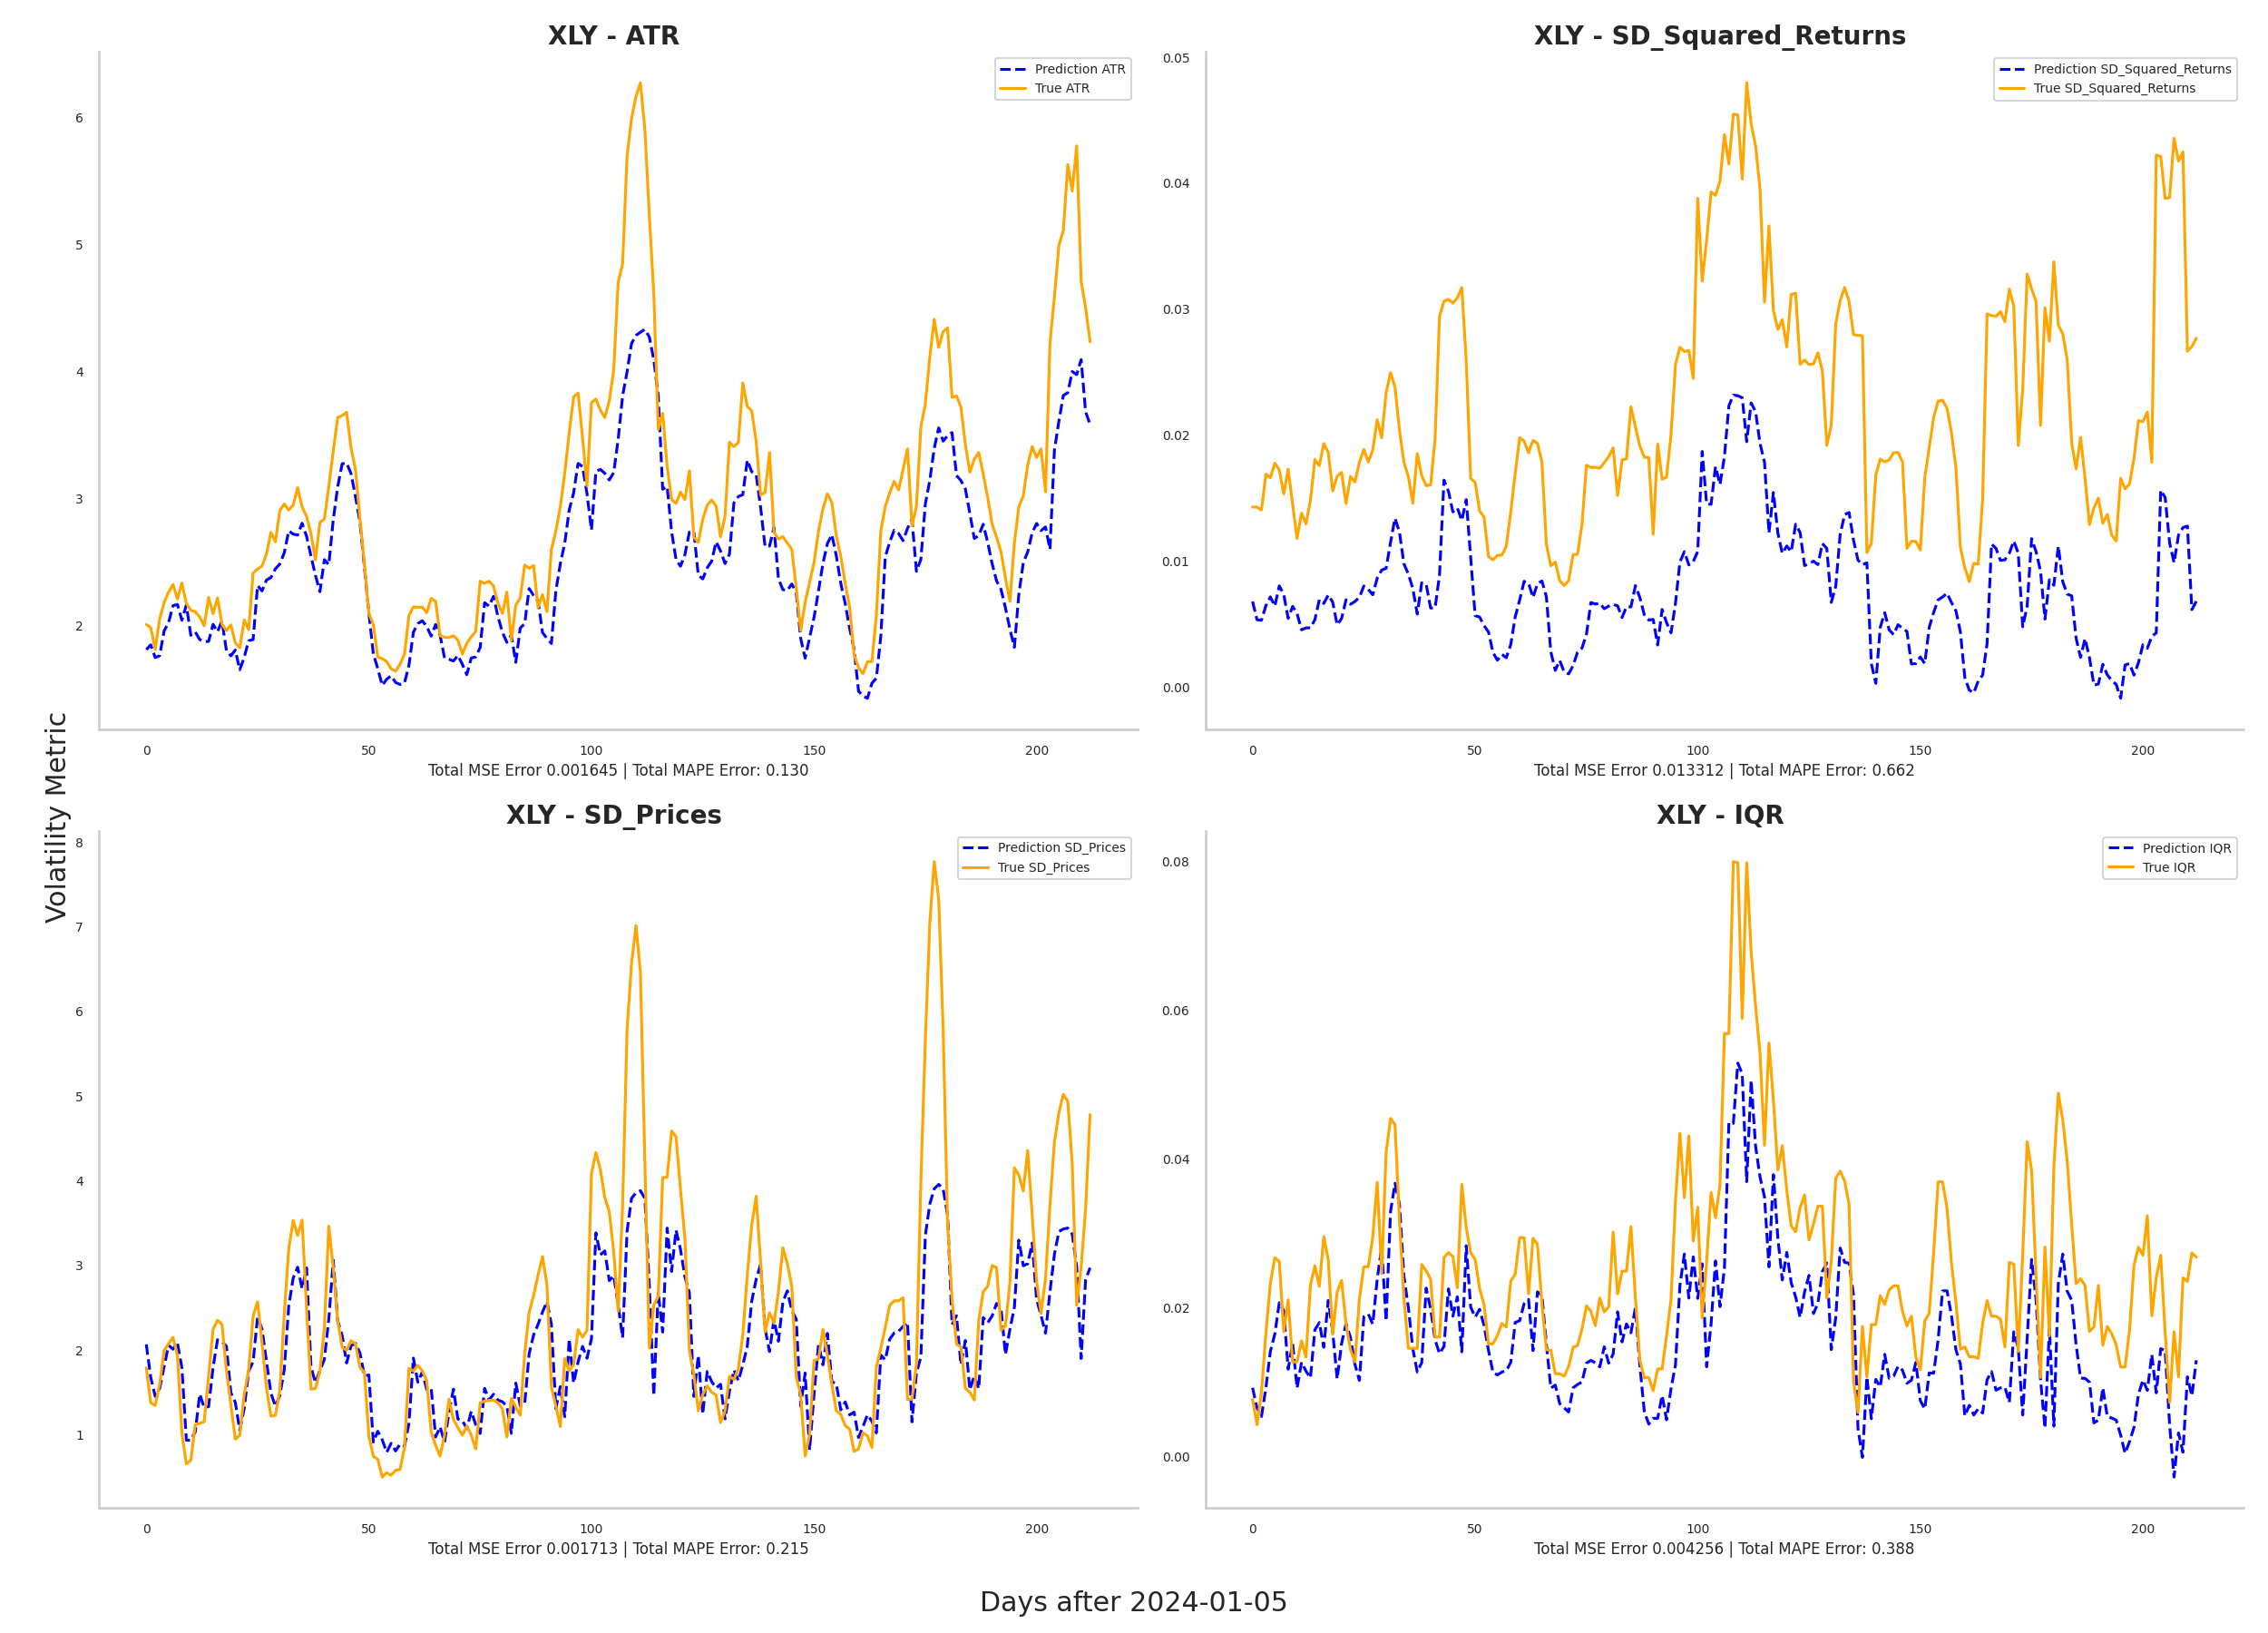 XLY - ATR
Prediction ATR
True ATR
6
5
4
3
2
0 50 100 150 200
Total MSE Error 0.001645 | Total MAPE Error: 0.130
XLY - SD_Squared_Returns
Prediction SD_Squared_Returns
True SD_Squared_Returns
0.05
0.04
0.03
0.02
0.01
0.00
0 50 100 150 200
Total MSE Error 0.013312 | Total MAPE Error: 0.662
Volatility Metric
XLY - SD_Prices
Prediction SD_Prices
True SD_Prices
8
7
6
5
4
3
2
1
0 50 100 150 200
Total MSE Error 0.001713 | Total MAPE Error: 0.215
XLY - IQR
Prediction IQR
True IQR
0.08
0.06
0.04
0.02
0.00
0 50 100 150 200
Total MSE Error 0.004256 | Total MAPE Error: 0.388
Days after 2024-01-05